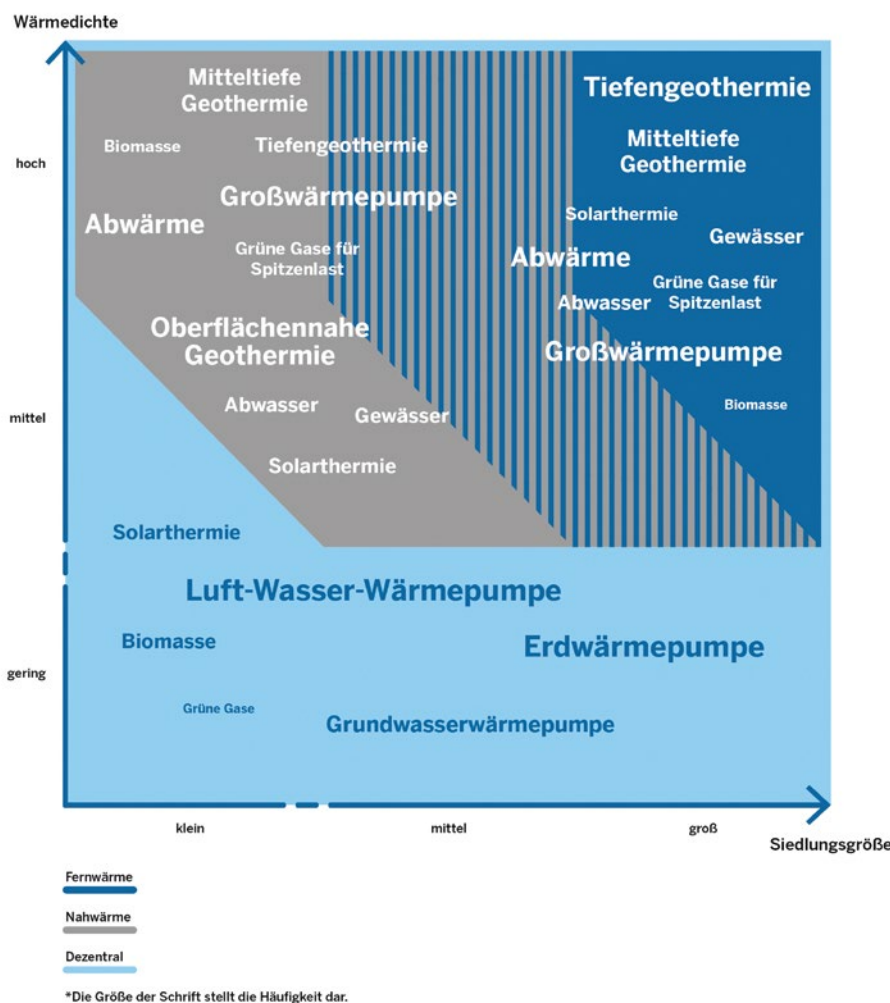 Wärmedichte
Mitteltiefe
Geothermie
Tiefengeothermie
Biomasse
Tiefengeothermie
Mitteltiefe
Geothermie
hoch
Großwärmepumpe
Abwärme
Solarthermie
Gewässer
Grüne Gase für
Spitzenlast
Abwärme
Grüne Gase für
Spitzenlast
Abwasser
Oberflächennahe
Geothermie
Großwärmepumpe
Abwasser
Gewässer
Biomasse
mittel
Solarthermie
Solarthermie
Luft-Wasser-Wärmepumpe
Biomasse
Erdwärmepumpe
gering
Grüne Gase
Grundwasserwärmepumpe
klein
mittel
groß
Siedlungsgröße
Fernwärme
Nahwärme
Dezentral
*Die Größe der Schrift stellt die Häufigkeit dar.